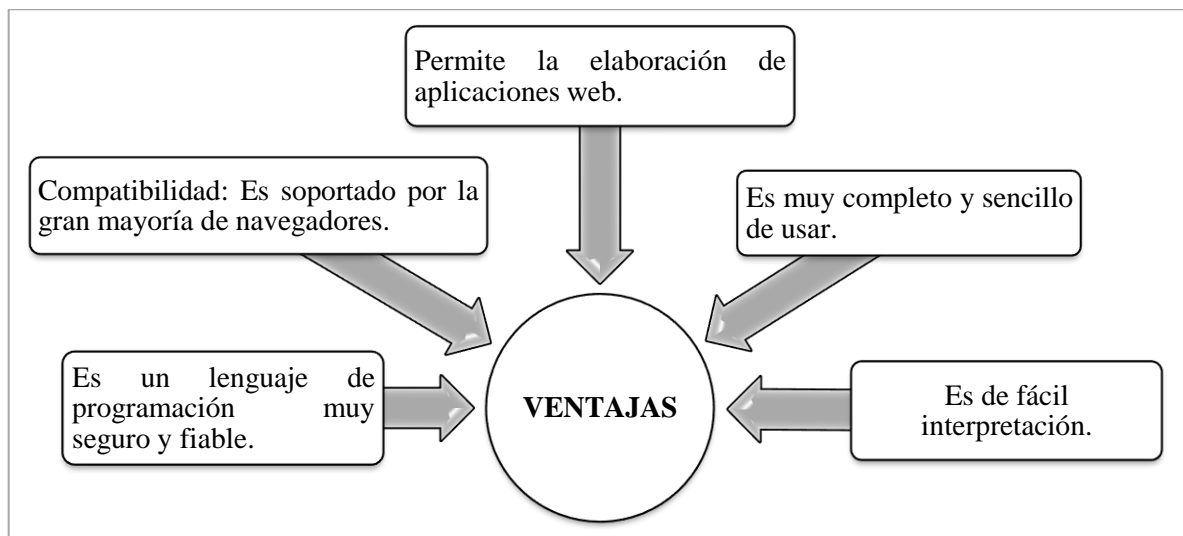 Permite la elaboración de
aplicaciones web.
Compatibilidad: Es soportado por la
gran mayoría de navegadores.
Es muy completo y sencillo
de usar.
Es un lenguaje de
programación muy
seguro y fiable.
VENTAJAS
Es de fácil
interpretación.